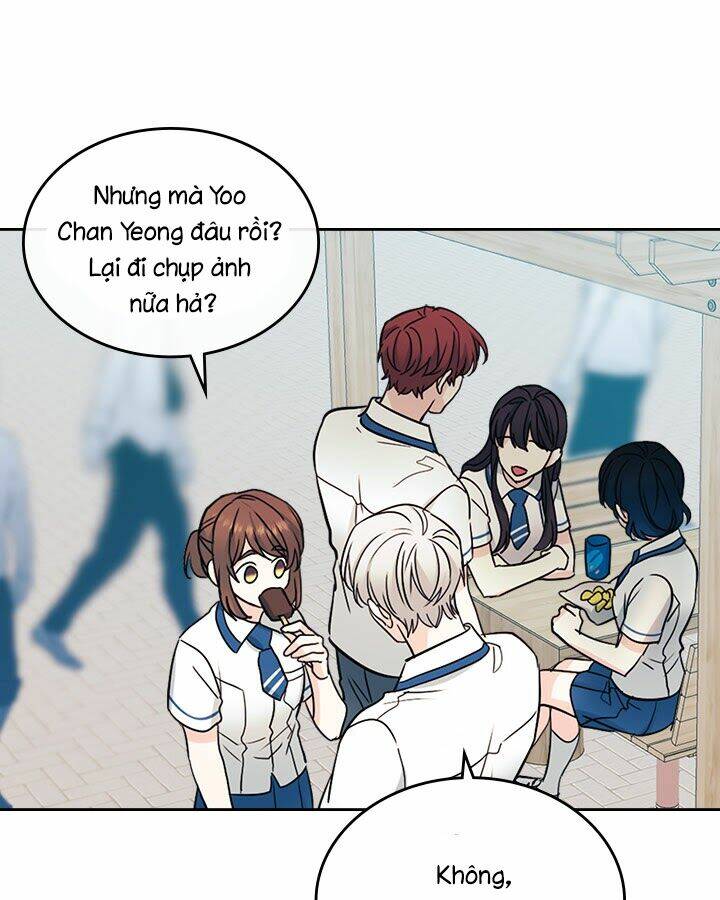 Nhưng mà Yoo
Chan Yeong đâu rồi?
Lại đi chụp ảnh
nữa hả?
Không,